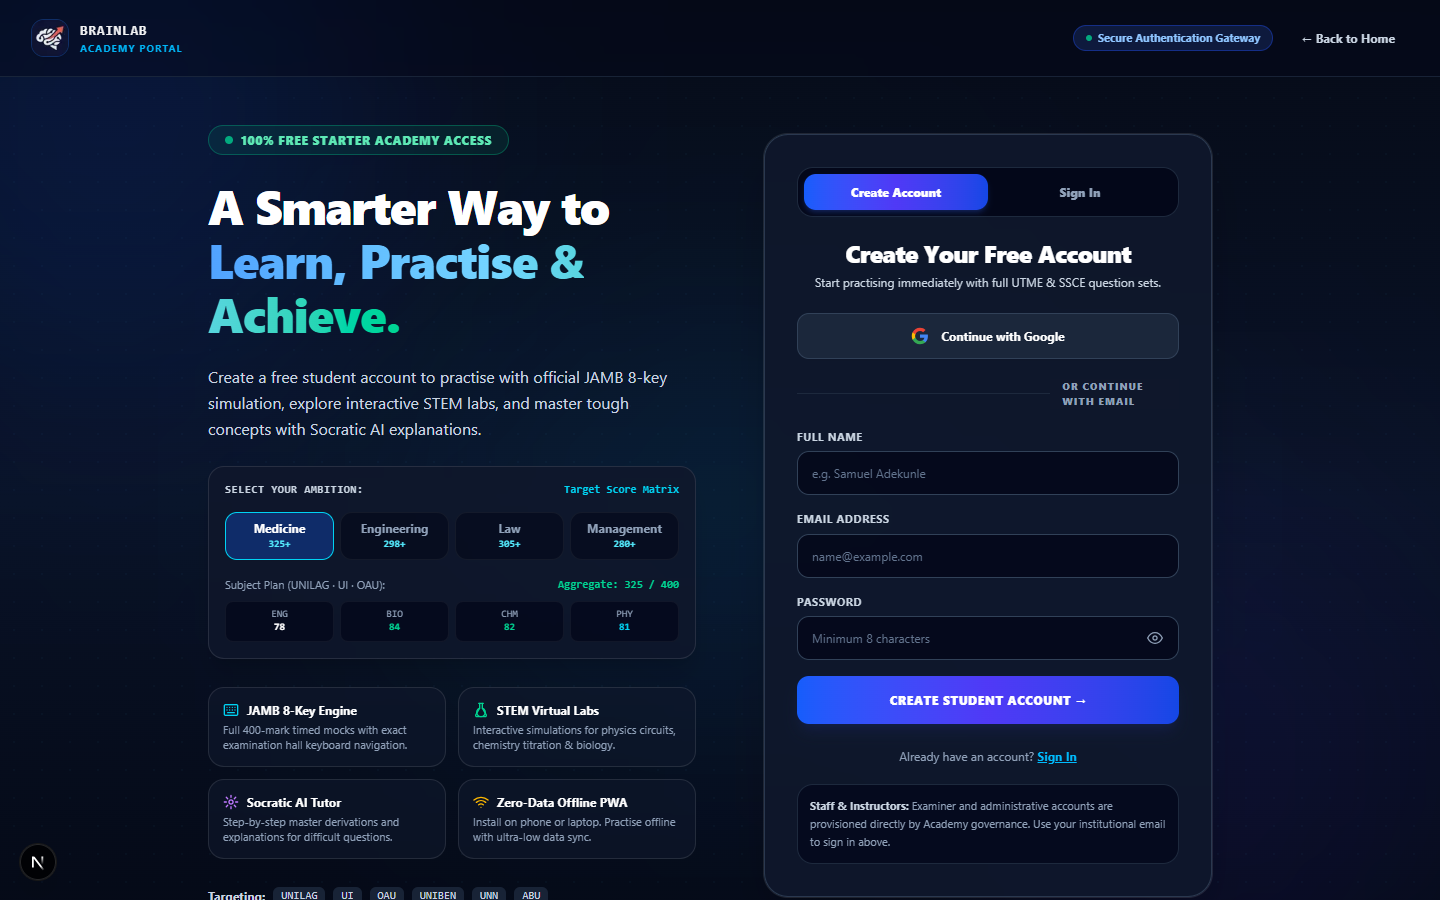 BRAINLAB
ACADEMY PORTAL
Secure Authentication Gateway
← Back to Home
100% FREE STARTER ACADEMY ACCESS
A Smarter Way to
Learn, Practise &
Achieve.
Create a free student account to practise with official JAMB 8-key
simulation, explore interactive STEM labs, and master tough
concepts with Socratic AI explanations.
SELECT YOUR AMBITION:
Target Score Matrix
Medicine
325+
Engineering
298+
Law
305+
Management
280+
Subject Plan (UNILAG · UI · OAU):
Aggregate: 325 / 400
ENG
78
BIO
84
CHM
82
PHY
81
JAMB 8-Key Engine
Full 400-mark timed mocks with exact
examination hall keyboard navigation.
STEM Virtual Labs
Interactive simulations for physics circuits,
chemistry titration & biology.
Socratic AI Tutor
Step-by-step master derivations and
explanations for difficult questions.
Zero-Data Offline PWA
Install on phone or laptop. Practise offline
with ultra-low data sync.
Targeting: UNILAG UI OAU UNIBEN UNN ABU
Create Account
Sign In
Create Your Free Account
Start practising immediately with full UTME & SSCE question sets.
Continue with Google
OR CONTINUE
WITH EMAIL
FULL NAME
e.g. Samuel Adekunle
EMAIL ADDRESS
name@example.com
PASSWORD
Minimum 8 characters
CREATE STUDENT ACCOUNT →
Already have an account? Sign In
Staff & Instructors: Examiner and administrative accounts are
provisioned directly by Academy governance. Use your institutional email
to sign in above.
N